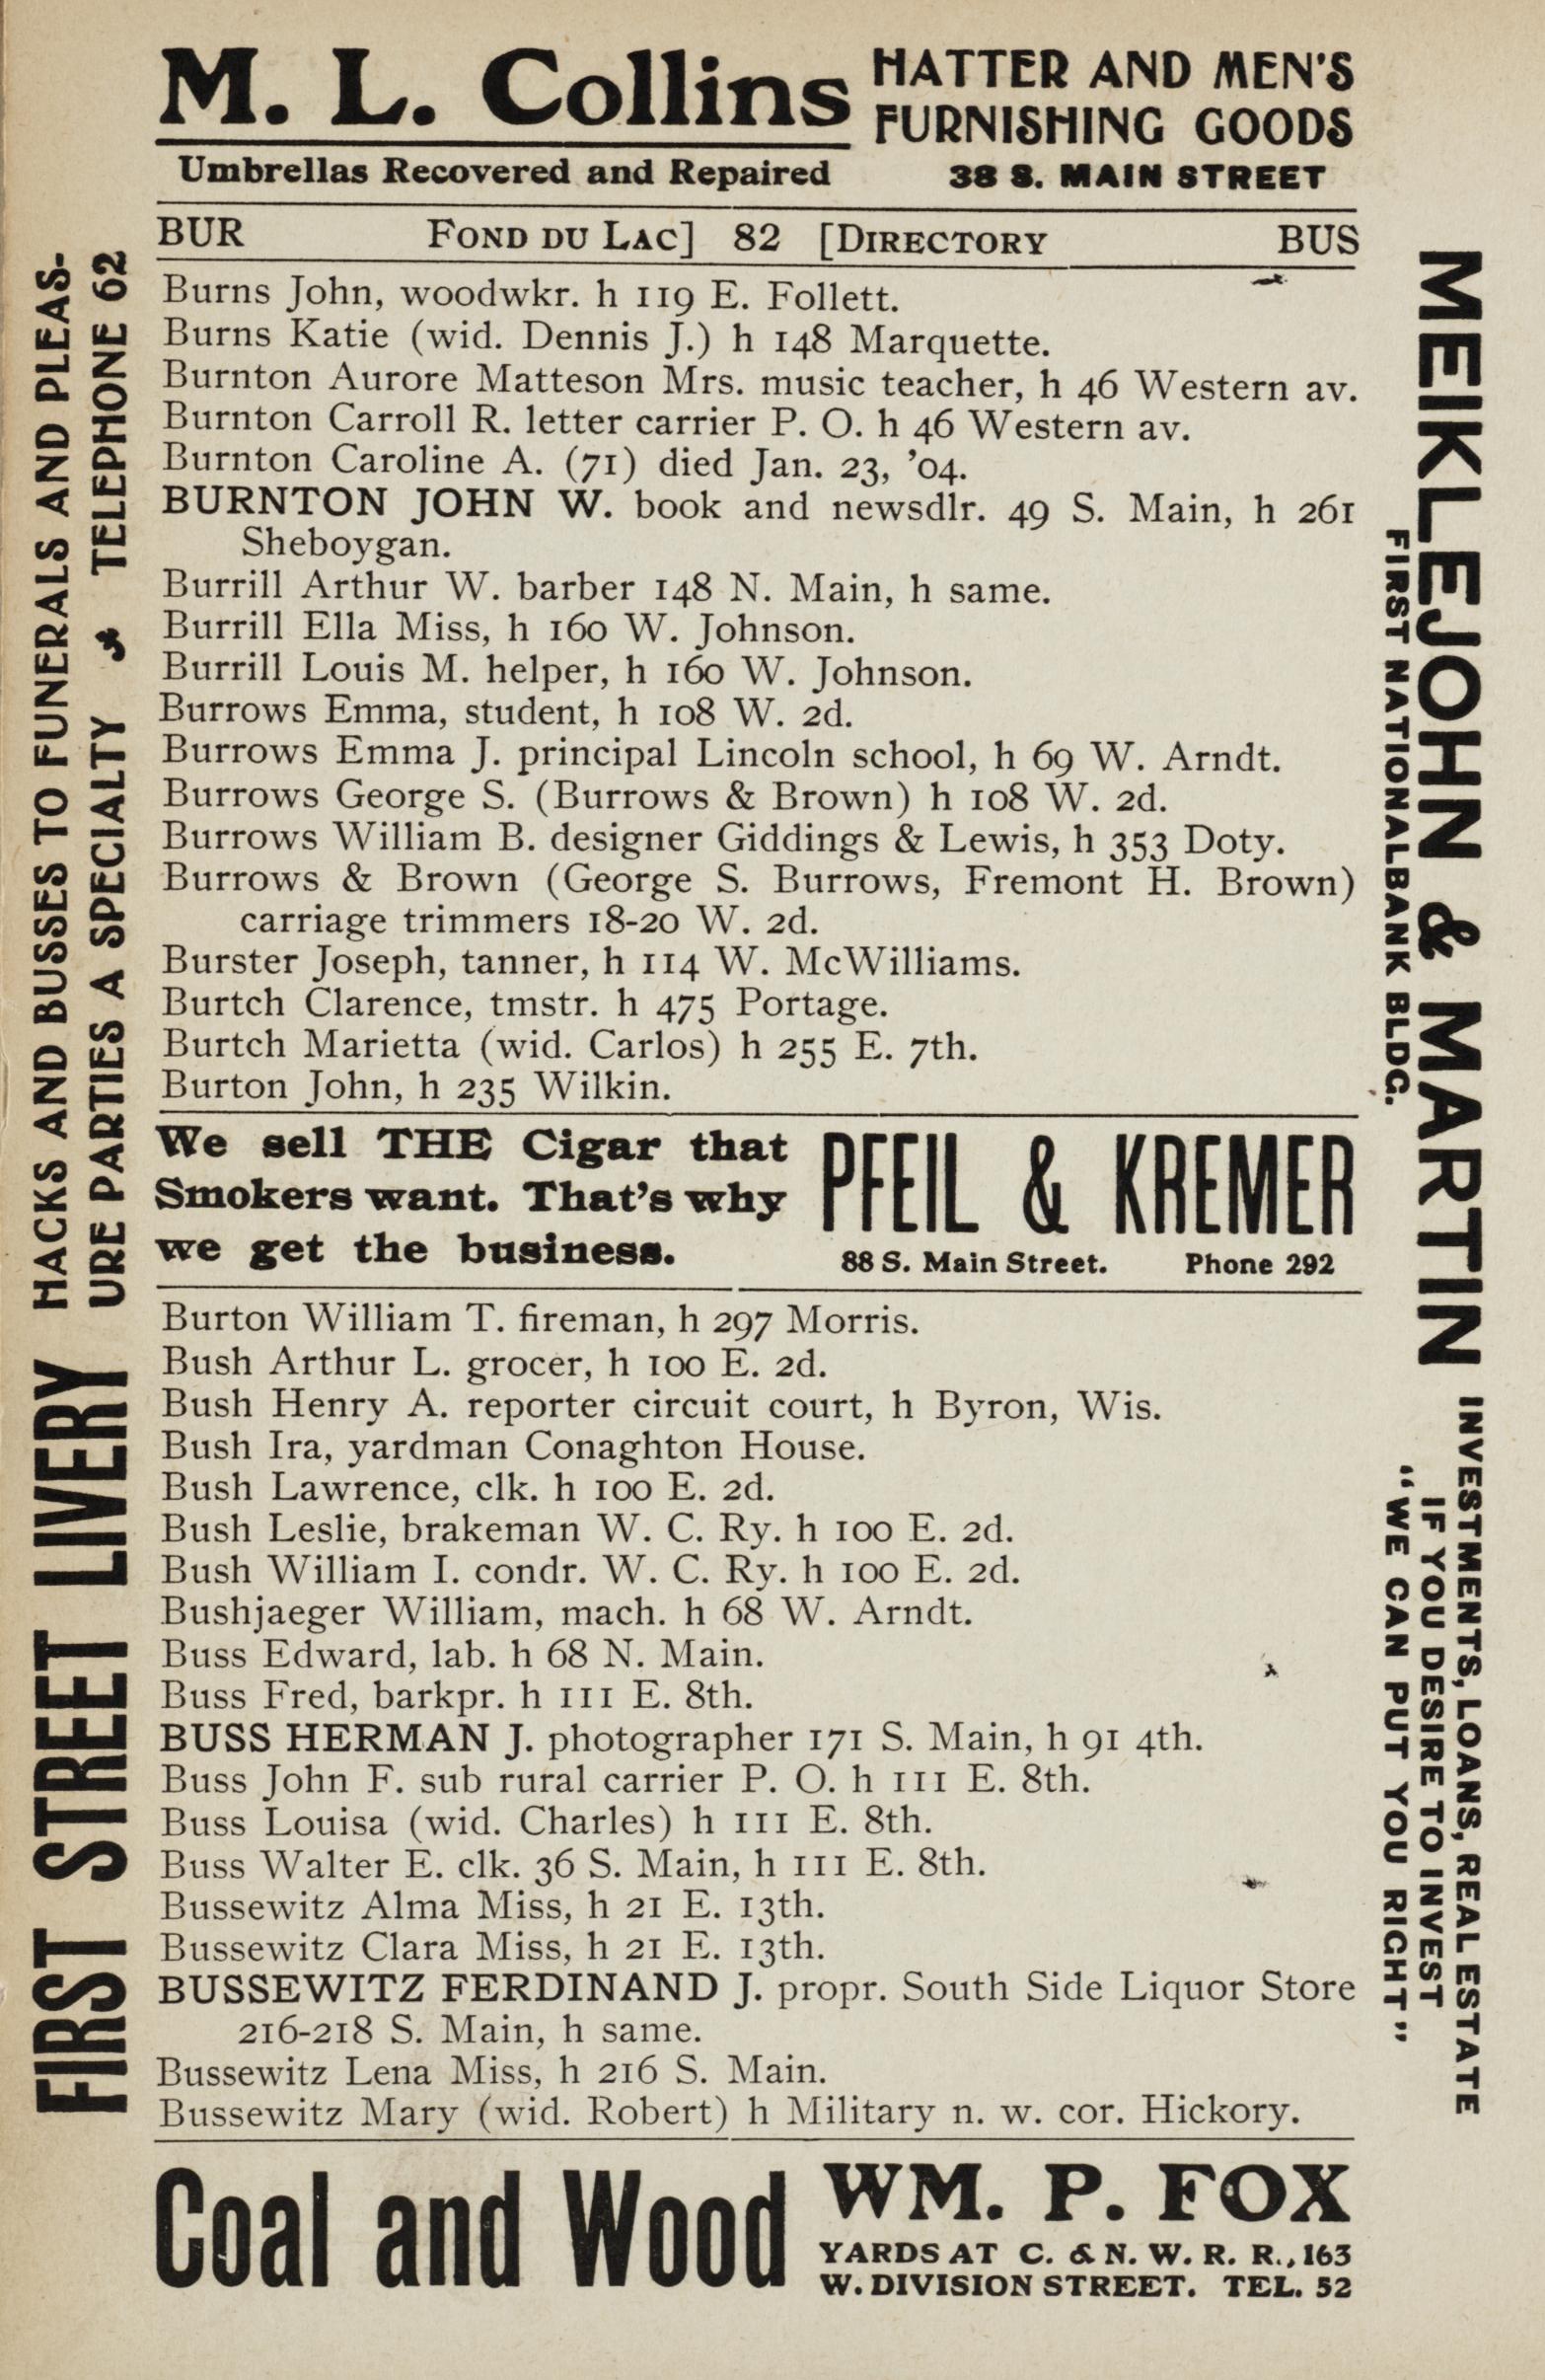 M. L. Collins
HATTER AND MEN'S
FURNISHING GOODS
Umbrellas Recovered and Repaired
38 S. MAIN STREET
BUR FOND DU LAC] 82 [DIRECTORY BUS
Burns John, woodwkr. h 119 E. Follett.
Burns Katie (wid. Dennis J.) h 148 Marquette.
Burnton Aurore Matteson Mrs. music teacher, h 46 Western av.
Burnton Carroll R. letter carrier P. O. h 46 Western av.
Burnton Caroline A. (71) died Jan. 23, '04.
BURNTON JOHN W. book and newsdlr. 49 S. Main, h 261
Sheboygan.
Burrill Arthur W. barber 148 N. Main, h same.
Burrill Ella Miss, h 160 W. Johnson.
Burrill Louis M. helper, h 160 W. Johnson.
Burrows Emma, student, h 108 W. 2d.
Burrows Emma J. principal Lincoln school, h 69 W. Arndt.
Burrows George S. (Burrows & Brown) h 108 W. 2d.
Burrows William B. designer Giddings & Lewis, h 353 Doty.
Burrows & Brown (George S. Burrows, Fremont H. Brown)
carriage trimmers 18-20 W. 2d.
Burster Joseph, tanner, h 114 W. McWilliams.
Burtch Clarence, tmstr. h 475 Portage.
Burtch Marietta (wid. Carlos) h 255 E. 7th.
Burton John, h 235 Wilkin.
We sell THE Cigar that
Smokers want. That's why
we get the business.
PFEIL & KREMER
88 S. Main Street. Phone 292
Burton William T. fireman, h 297 Morris.
Bush Arthur L. grocer, h 100 E. 2d.
Bush Henry A. reporter circuit court, h Byron, Wis.
Bush Ira, yardman Conaghton House.
Bush Lawrence, clk. h 100 E. 2d.
Bush Leslie, brakeman W. C. Ry. h 100 E. 2d.
Bush William I. condr. W. C. Ry. h 100 E. 2d.
Bushjaeger William, mach. h 68 W. Arndt.
Buss Edward, lab. h 68 N. Main.
Buss Fred, barkpr. h 111 E. 8th.
BUSS HERMAN J. photographer 171 S. Main, h 91 4th.
Buss John F. sub rural carrier P. O. h 111 E. 8th.
Buss Louisa (wid. Charles) h 111 E. 8th.
Buss Walter E. clk. 36 S. Main, h 111 E. 8th.
Bussewitz Alma Miss, h 21 E. 13th.
Bussewitz Clara Miss, h 21 E. 13th.
BUSSEWITZ FERDINAND J. propr. South Side Liquor Store
216-218 S. Main, h same.
Bussewitz Lena Miss, h 216 S. Main.
Bussewitz Mary (wid. Robert) h Military n. w. cor. Hickory.
Coal and Wood
WM. P. FOX
YARDS AT C. & N. W. R. R., 163
W. DIVISION STREET. TEL. 52
FIRST STREET LIVERY
HACKS AND BUSSES TO FUNERALS AND PLEAS-
URE PARTIES A SPECIALTY TELEPHONE 62
MEIKLEJOHN & MARTIN
FIRST NATIONAL BANK BLDG.
INVESTMENTS, LOANS, REAL ESTATE
IF YOU DESIRE TO INVEST
"WE CAN PUT YOU RIGHT"